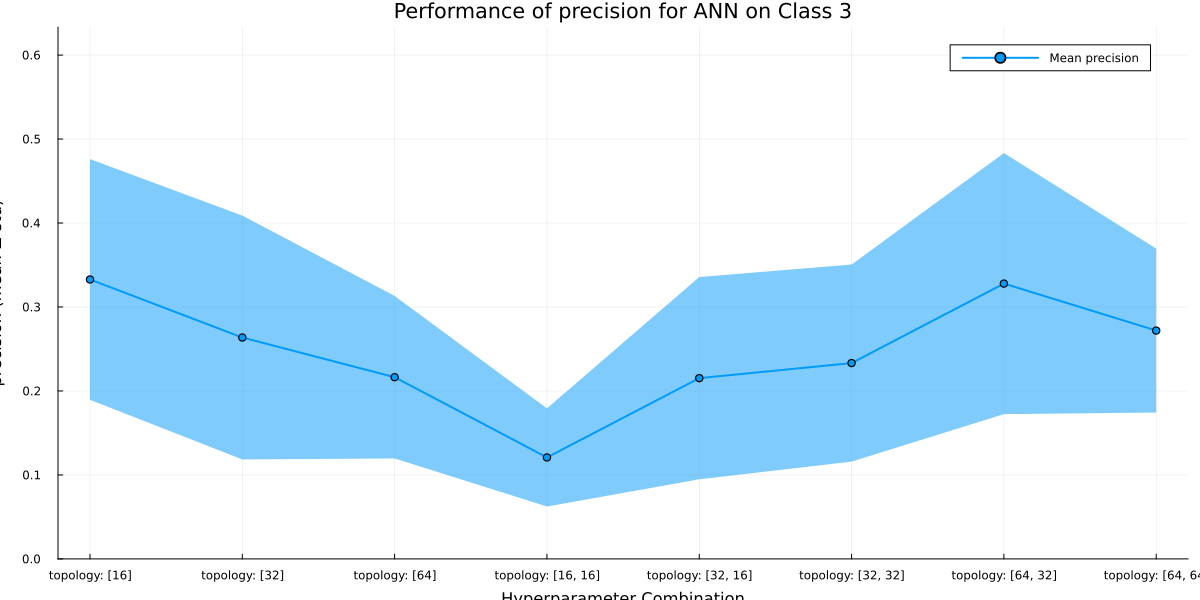 Performance of precision for ANN on Class 3
Mean precision
0.6
0.5
0.4
0.3
0.2
0.1
0.0
topology: [16] topology: [32] topology: [64] topology: [16, 16] topology: [32, 16] topology: [32, 32] topology: [64, 32] topology: [64, 64
Hyperparameter Combination